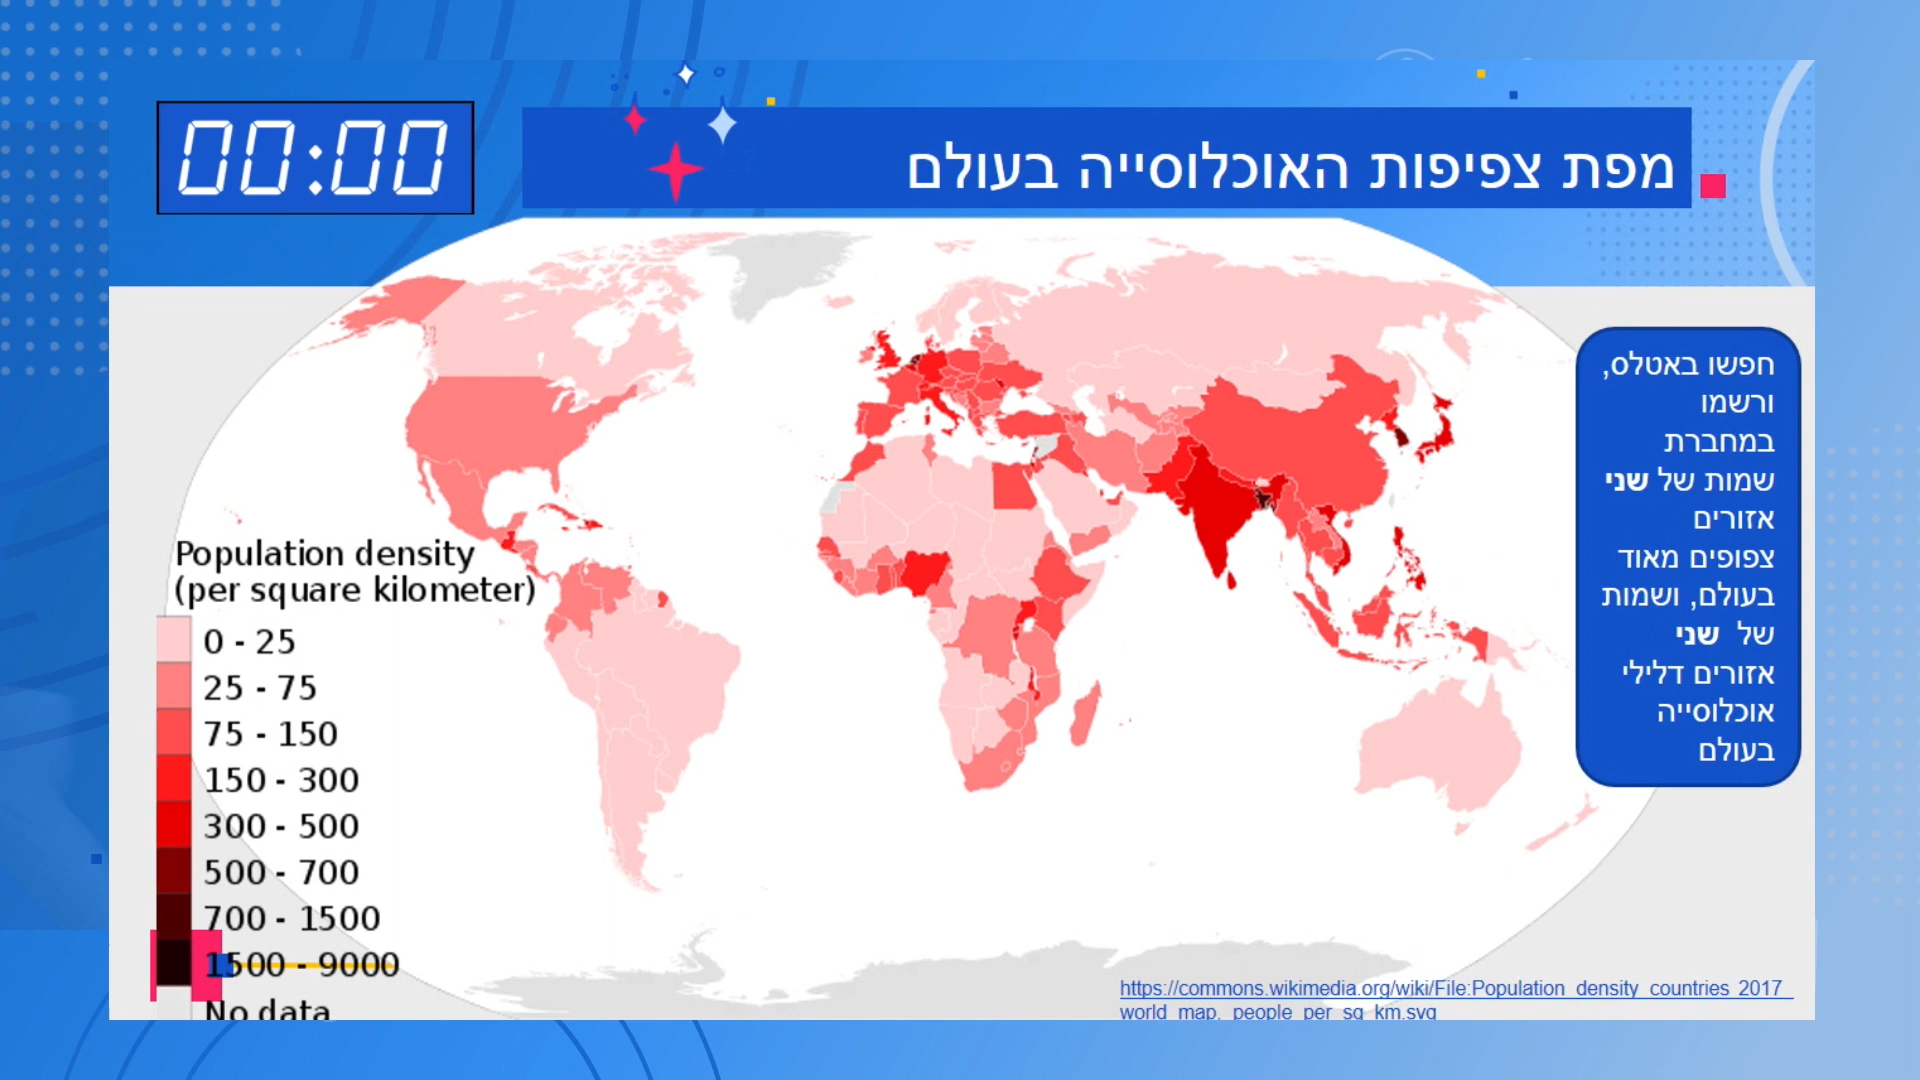 00:00
מפת צפיפות האוכלוסייה בעולם
חפשו באטלס,
ורשמו
במחברת
שמות של שני
אזורים
צפופים מאוד
בעולם, ושמות
של שני
אזורים דלילי
אוכלוסייה
בעולם
Population density
(per square kilometer)
0 - 25
25 - 75
75 - 150
150 - 300
300 - 500
500 - 700
700 - 1500
1500 - 9000
No data
https://commons.wikimedia.org/wiki/File:Population_density_countries_2017_
world_map,_people_per_sq_km.svg